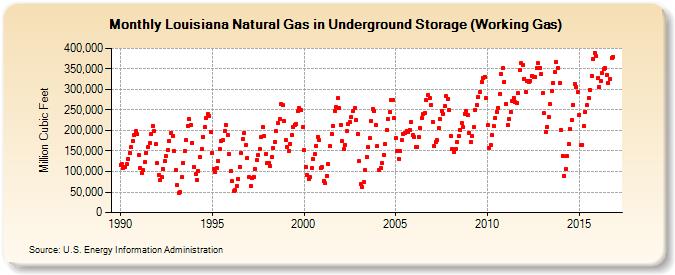 Monthly Louisiana Natural Gas in Underground Storage (Working Gas)
Million Cubic Feet
400,000
350,000
300,000
250,000
200,000
150,000
100,000
50,000
0
1990 1995 2000 2005 2010 2015
Source: U.S. Energy Information Administration